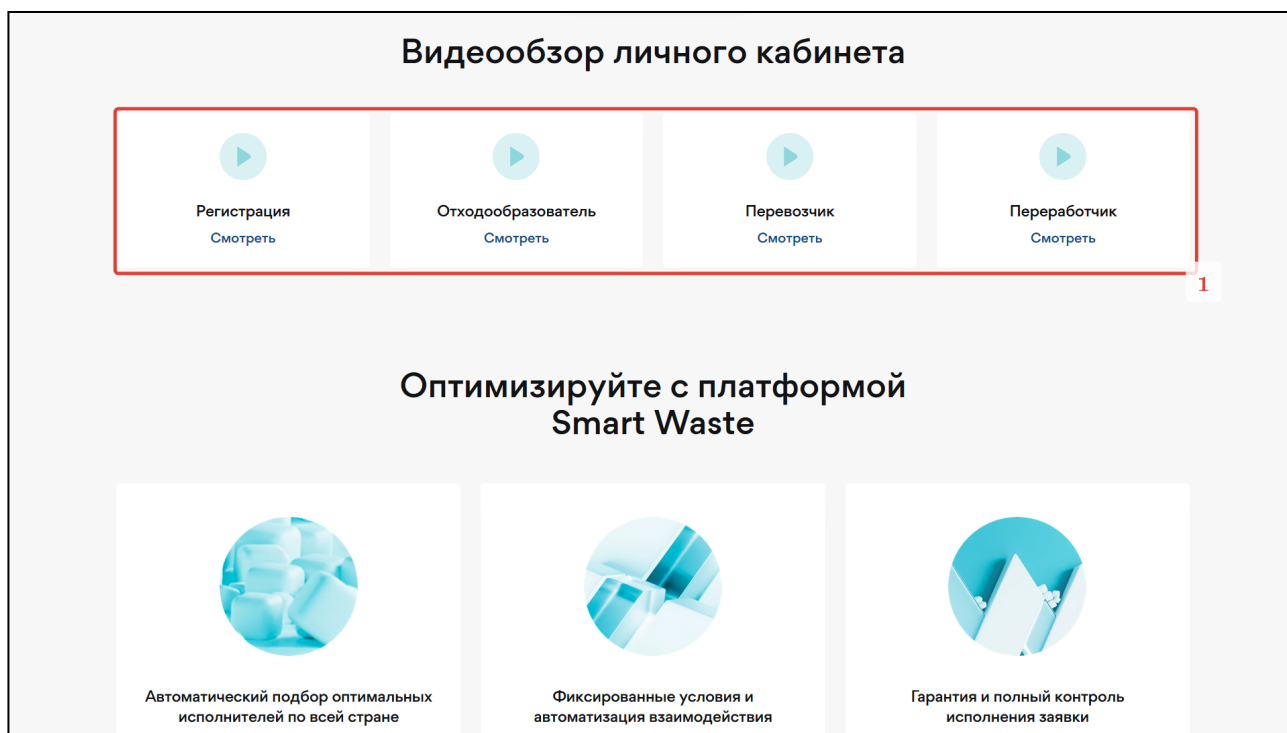 Видеообзор личного кабинета
Регистрация
Смотреть
Отходообразователь
Смотреть
Перевозчик
Смотреть
Переработчик
Смотреть
1
Оптимизируйте с платформой
Smart Waste
Автоматический подбор оптимальных
исполнителей по всей стране
Фиксированные условия и
автоматизация взаимодействия
Гарантия и полный контроль
исполнения заявки